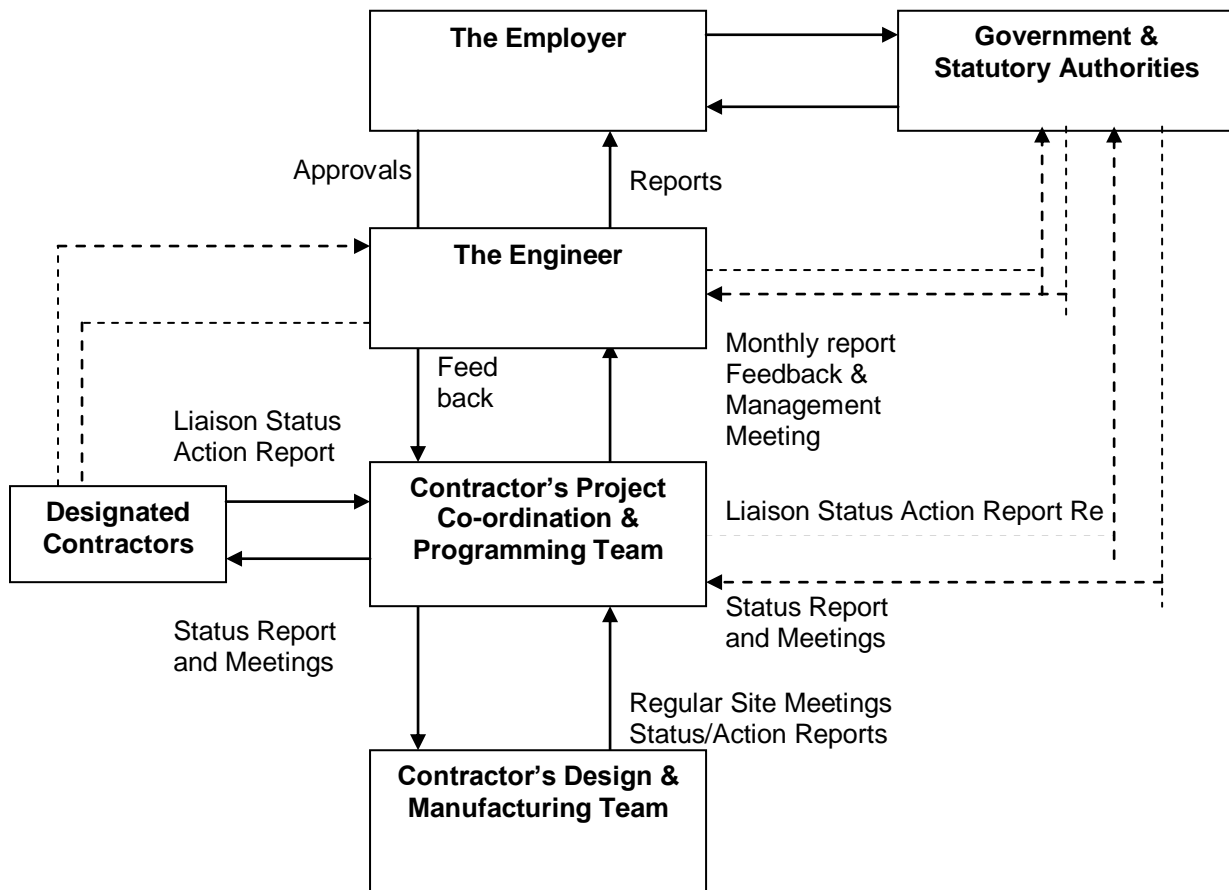 The Employer
Government &
Statutory Authorities
Approvals
Reports
The Engineer
Monthly report
Feedback &
Management
Meeting
Feed
back
Liaison Status
Action Report
Contractor's Project
Co-ordination &
Programming Team
Designated
Contractors
Liaison Status Action Report Re
Status Report
and Meetings
Status Report
and Meetings
Regular Site Meetings
Status/Action Reports
Contractor's Design &
Manufacturing Team